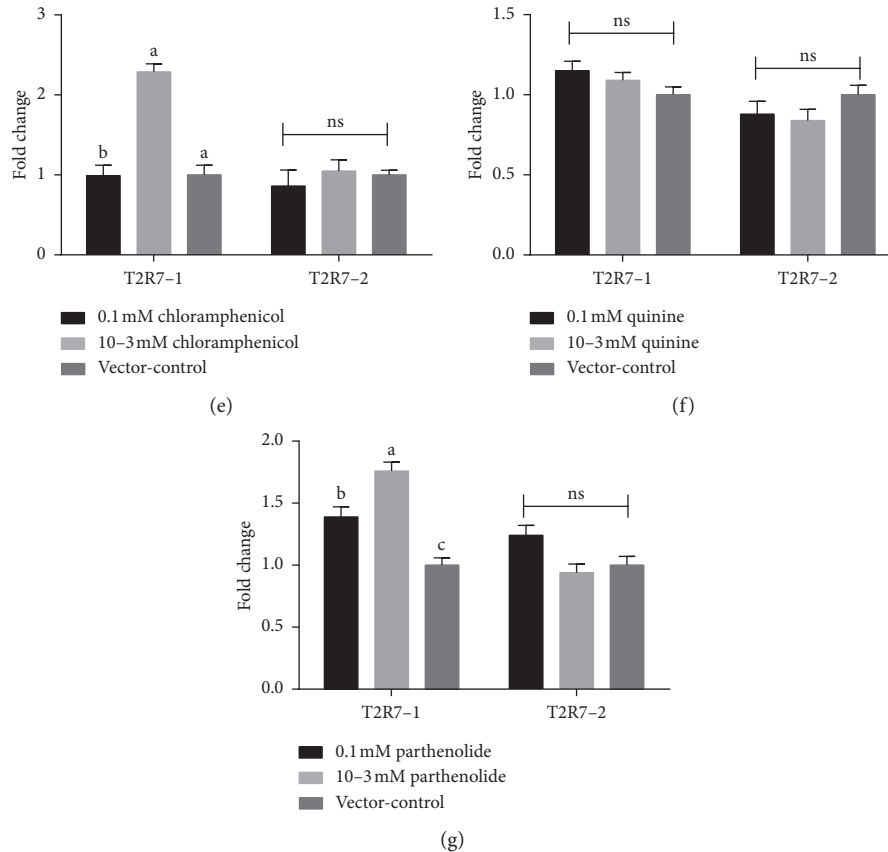 3
2
1
0
Fold change
b
a
a
ns
T2R7–1
T2R7–2
0.1 mM chloramphenicol
10–3 mM chloramphenicol
Vector-control
(e)
1.5
1.0
0.5
0.0
Fold change
ns
ns
T2R7–1
T2R7–2
0.1 mM quinine
10–3 mM quinine
Vector-control
(f)
2.0
1.5
1.0
0.5
0.0
Fold change
b
a
c
ns
T2R7–1
T2R7–2
0.1 mM parthenolide
10–3 mM parthenolide
Vector-control
(g)